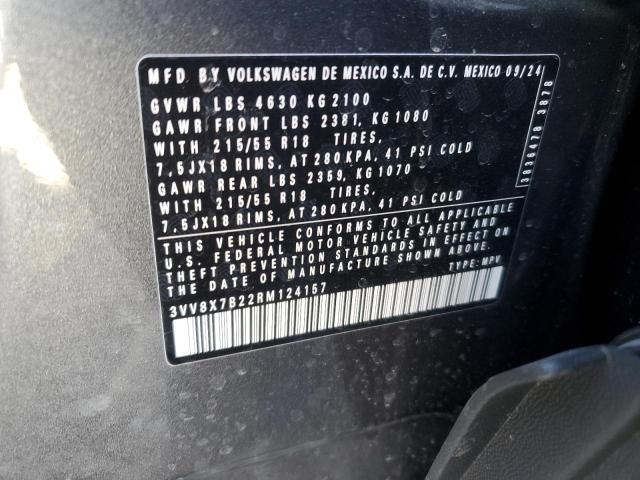 MFD. BY VOLKSWAGEN DE MEXICO S.A. DE C.V. MEXICO 09/24
GVWR LBS 4630 KG 2100
GAWR FRONT LBS 2381, KG 1080
WITH 215/55 R18 TIRES,
7,5JX18 RIMS, AT 280 KPA, 41 PSI COLD
GAWR REAR LBS 2359, KG 1070
WITH 215/55 R18 TIRES,
7,5JX18 RIMS, AT 280 KPA, 41 PSI COLD
THIS VEHICLE CONFORMS TO ALL APPLICABLE
U.S. FEDERAL MOTOR VEHICLE SAFETY AND
THEFT PREVENTION STANDARDS IN EFFECT ON
THE DATE OF MANUFACTURE SHOWN ABOVE.
3VV8X7B22RM124157 TYPE: MPV
3836478 3878